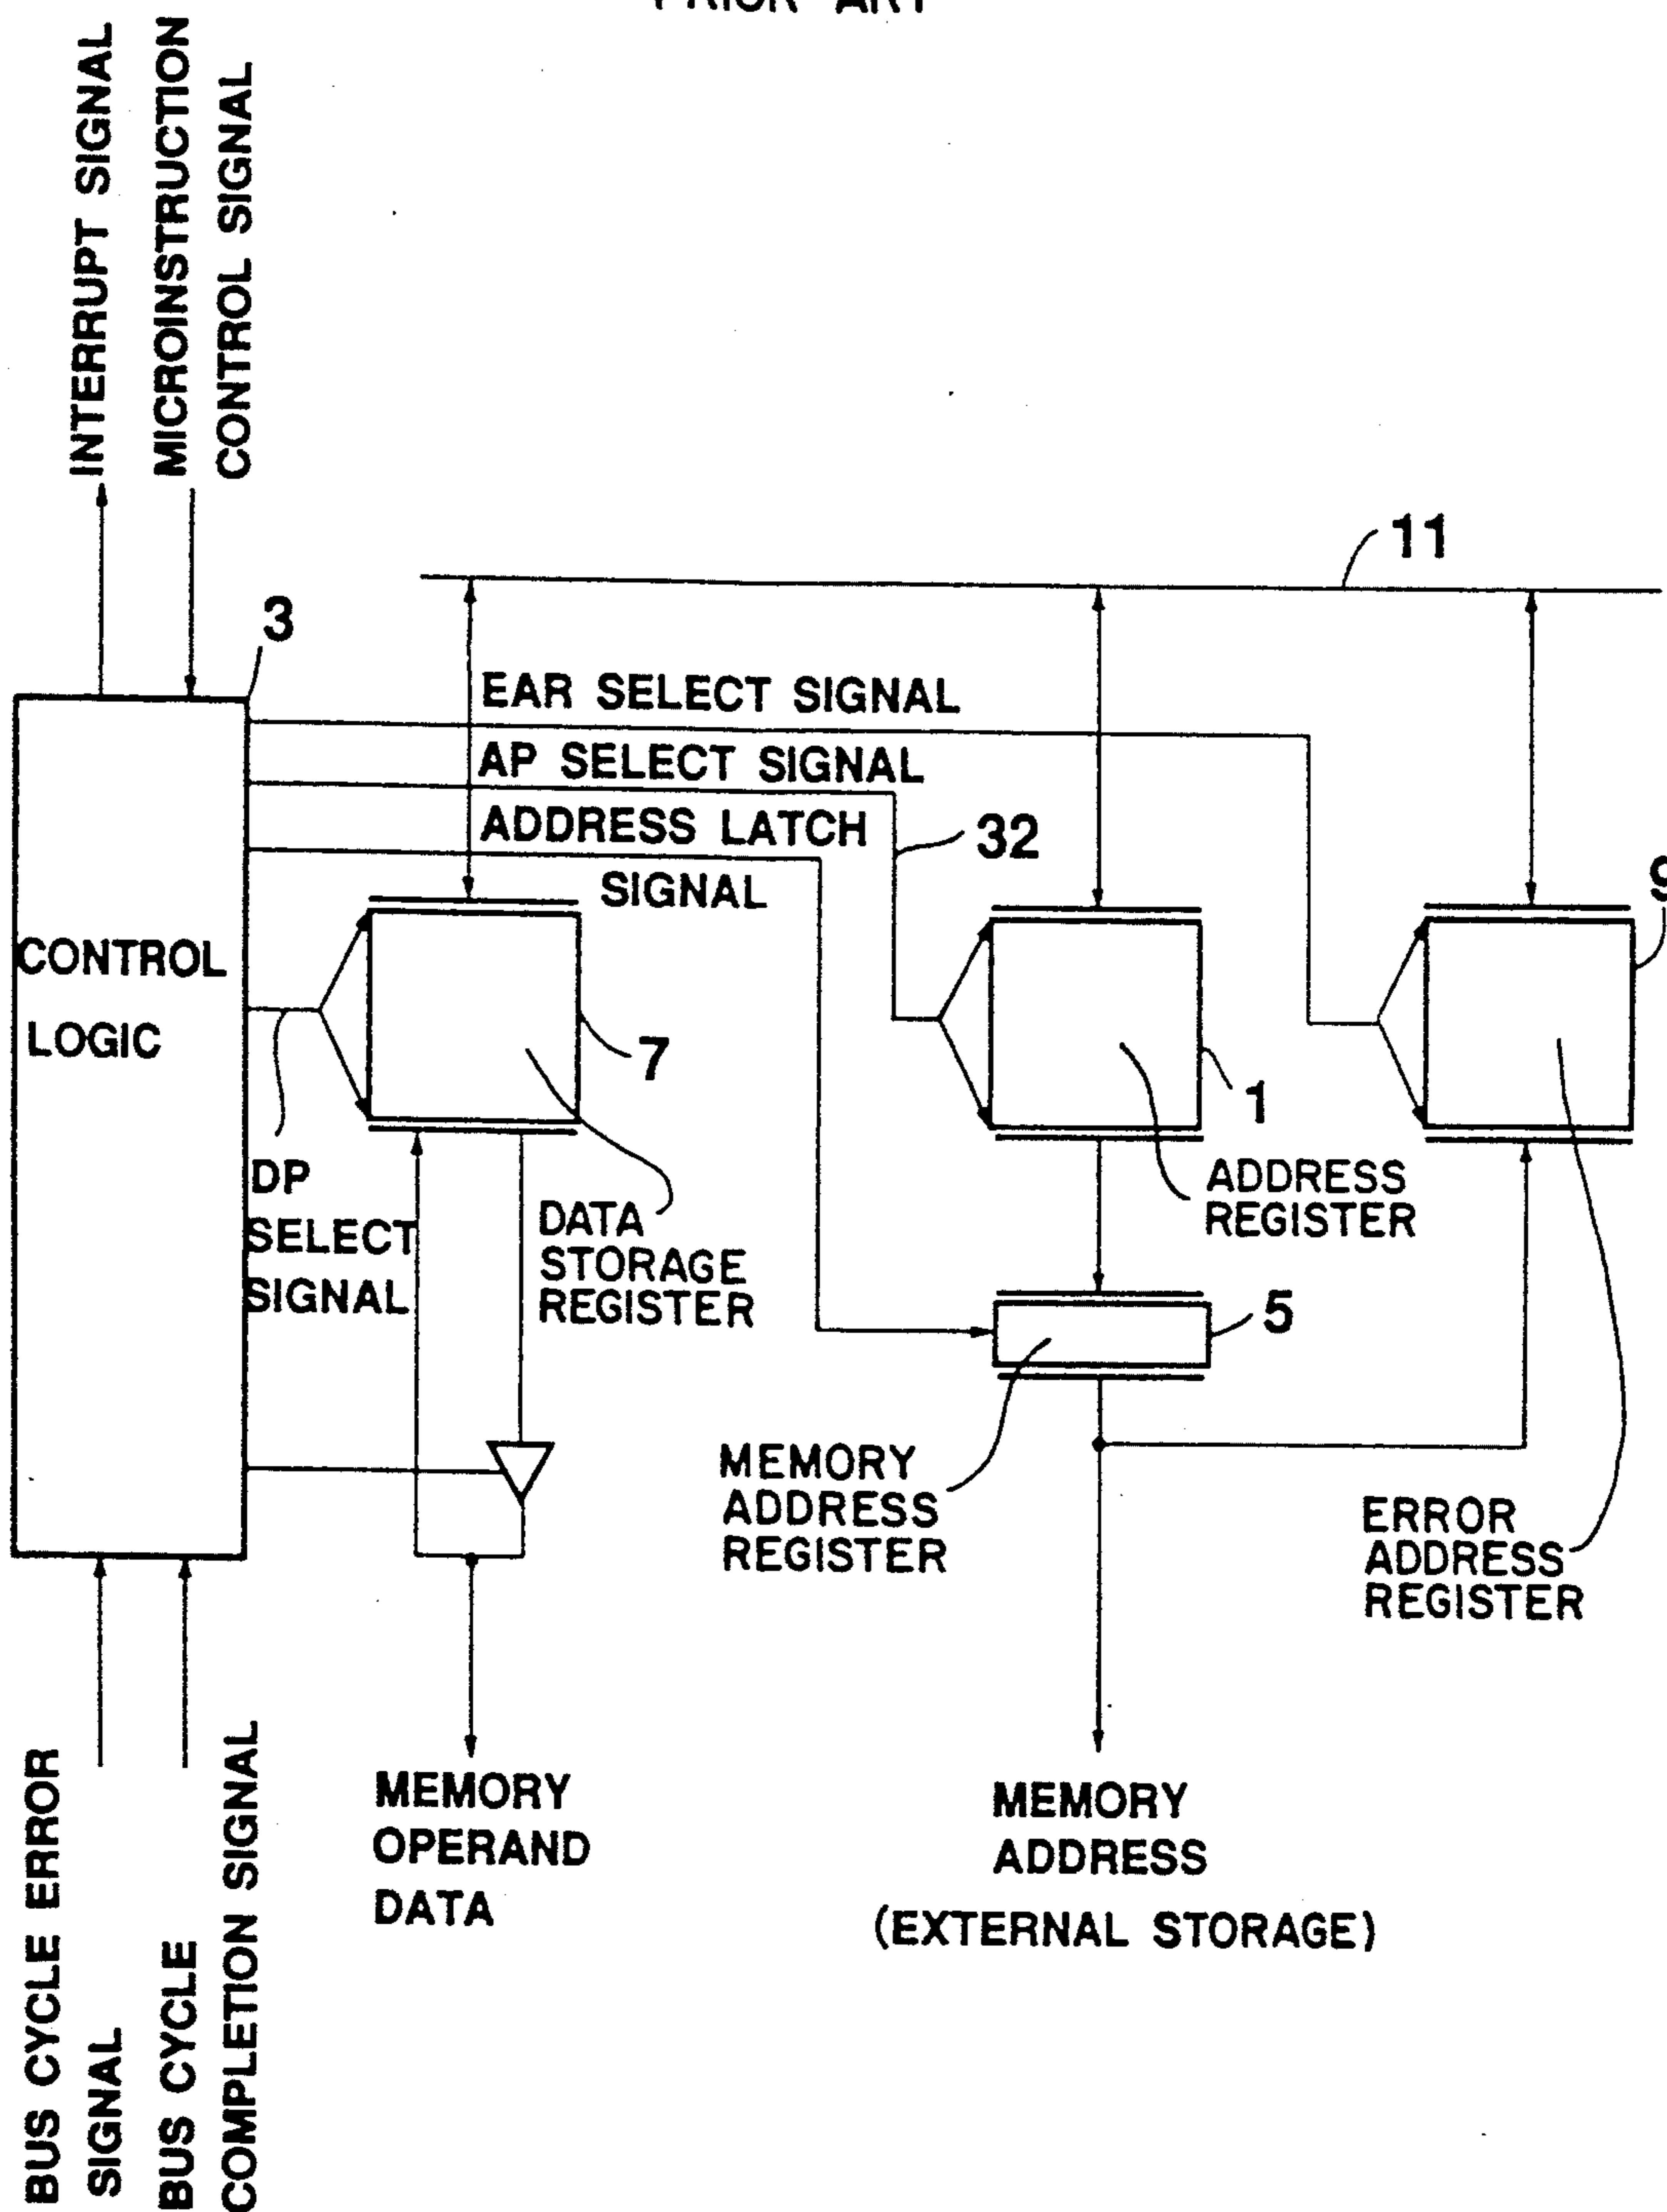 PRIOR ART
INTERRUPT SIGNAL
MICROINSTRUCTION
CONTROL SIGNAL
11
3
EAR SELECT SIGNAL
AP SELECT SIGNAL
ADDRESS LATCH
SIGNAL
32
9
CONTROL
LOGIC
7
1
DP
SELECT
SIGNAL
DATA
STORAGE
REGISTER
ADDRESS
REGISTER
5
MEMORY
ADDRESS
REGISTER
ERROR
ADDRESS
REGISTER
BUS CYCLE ERROR
SIGNAL
BUS CYCLE
COMPLETION SIGNAL
MEMORY
OPERAND
DATA
MEMORY
ADDRESS
(EXTERNAL STORAGE)